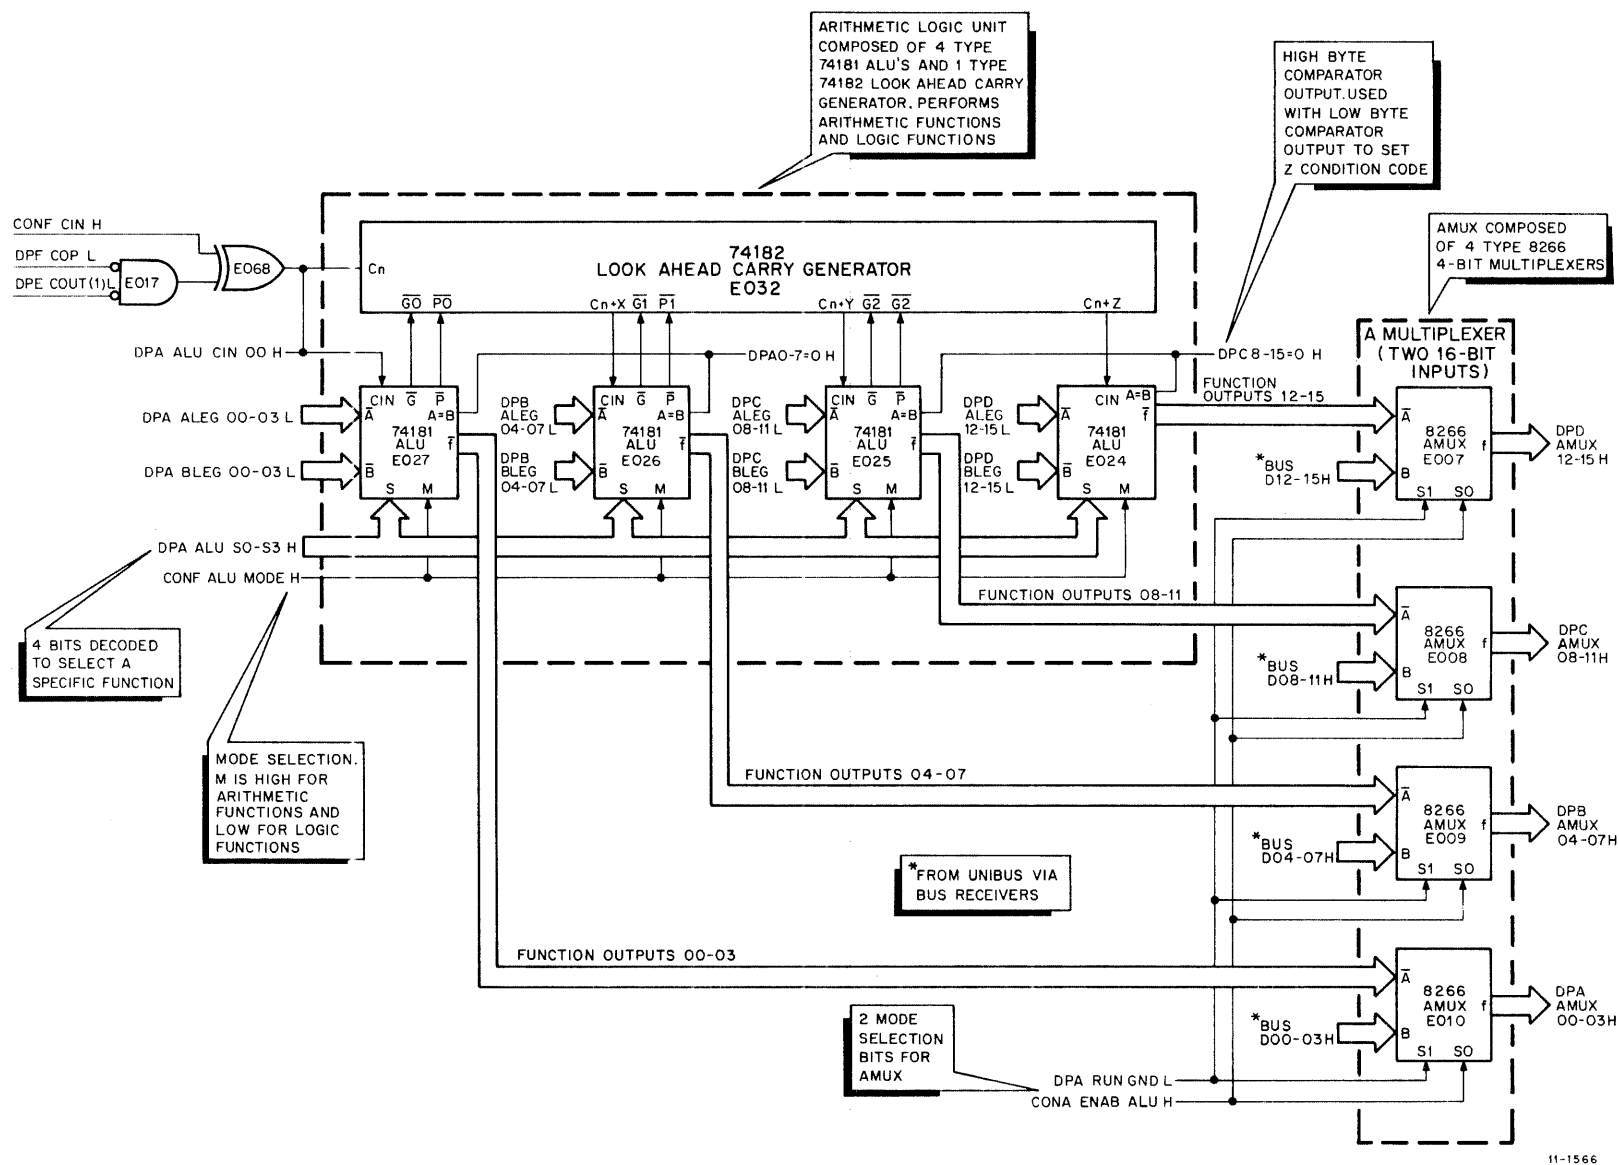 ARITHMETIC LOGIC UNIT
COMPOSED OF 4 TYPE
74181 ALU'S AND 1 TYPE
74182 LOOK AHEAD CARRY
GENERATOR, PERFORMS
ARITHMETIC FUNCTIONS
AND LOGIC FUNCTIONS
HIGH BYTE
COMPARATOR
OUTPUT.USED
WITH LOW BYTE
COMPARATOR
OUTPUT TO SET
Z CONDITION CODE
AMUX COMPOSED
OF 4 TYPE 8266
4-BIT MULTIPLEXERS
CONF CIN H
DPF COP L
DPE COUT(1)L
E017
E068
Cn
74182
LOOK AHEAD CARRY GENERATOR
E032
G̅0̅ P̅0̅
Cn+X G̅1̅ P̅1̅
Cn+Y G̅2̅ G̅2̅
Cn+Z
DPA ALU CIN 00 H
DPA0-7=0 H
DPC8-15=0 H
A MULTIPLEXER
(TWO 16-BIT
INPUTS)
DPA ALEG 00-03 L
DPA BLEG 00-03 L
CIN G̅ P̅
A̅ A=B
74181
ALU
E027
f̅
B̅
S M
DPB
ALEG
04-07 L
DPB
BLEG
04-07 L
CIN G̅ P̅
A̅ A=B
74181
ALU
E026
f̅
B̅
S M
DPC
ALEG
08-11 L
DPC
BLEG
08-11 L
CIN G̅ P̅
A̅ A=B
74181
ALU
E025
f̅
B̅
S M
DPD
ALEG
12-15 L
DPD
BLEG
12-15 L
CIN A=B
A̅ f̅
74181
ALU
E024
B̅
S M
FUNCTION
OUTPUTS 12-15
A̅
8266
AMUX
E007
f
B
S1 S0
*BUS
D12-15H
DPD
AMUX
12-15 H
DPA ALU S0-S3 H
CONF ALU MODE H
4 BITS DECODED
TO SELECT A
SPECIFIC FUNCTION
MODE SELECTION.
M IS HIGH FOR
ARITHMETIC
FUNCTIONS AND
LOW FOR LOGIC
FUNCTIONS
FUNCTION OUTPUTS 08-11
A̅
8266
AMUX
E008
f
B
S1 S0
*BUS
D08-11H
DPC
AMUX
08-11H
FUNCTION OUTPUTS 04-07
A̅
8266
AMUX
E009
f
B
S1 S0
*BUS
D04-07H
DPB
AMUX
04-07H
*FROM UNIBUS VIA
BUS RECEIVERS
FUNCTION OUTPUTS 00-03
A̅
8266
AMUX
E010
f
B
S1 S0
*BUS
D00-03H
DPA
AMUX
00-03H
2 MODE
SELECTION
BITS FOR
AMUX
DPA RUN GND L
CONA ENAB ALU H
11-1566